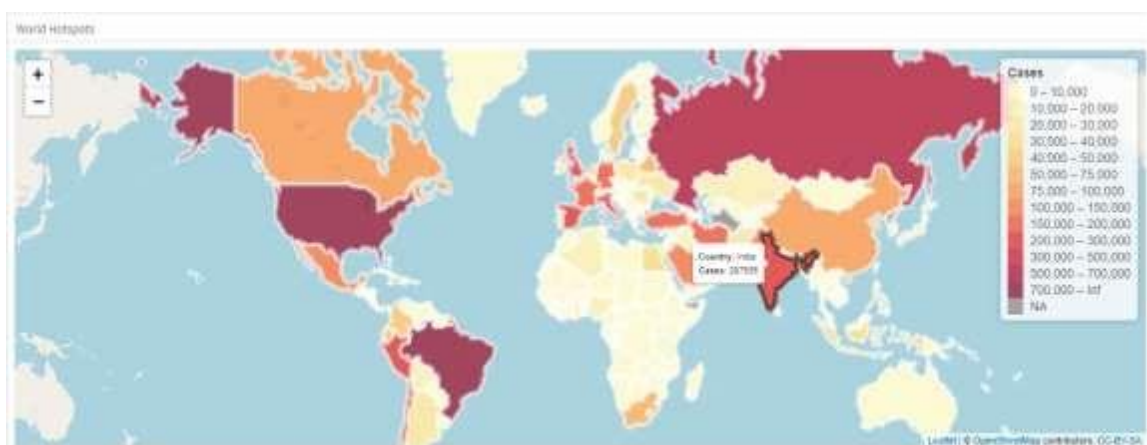 World Hotspots
+
−
Cases
0 – 10,000
10,000 – 20,000
20,000 – 30,000
30,000 – 40,000
40,000 – 50,000
50,000 – 75,000
75,000 – 100,000
100,000 – 150,000
150,000 – 200,000
200,000 – 300,000
300,000 – 500,000
500,000 – 700,000
700,000 – Inf
NA
Country: India
Cases:
Leaflet | © OpenStreetMap contributors, CC-BY-SA